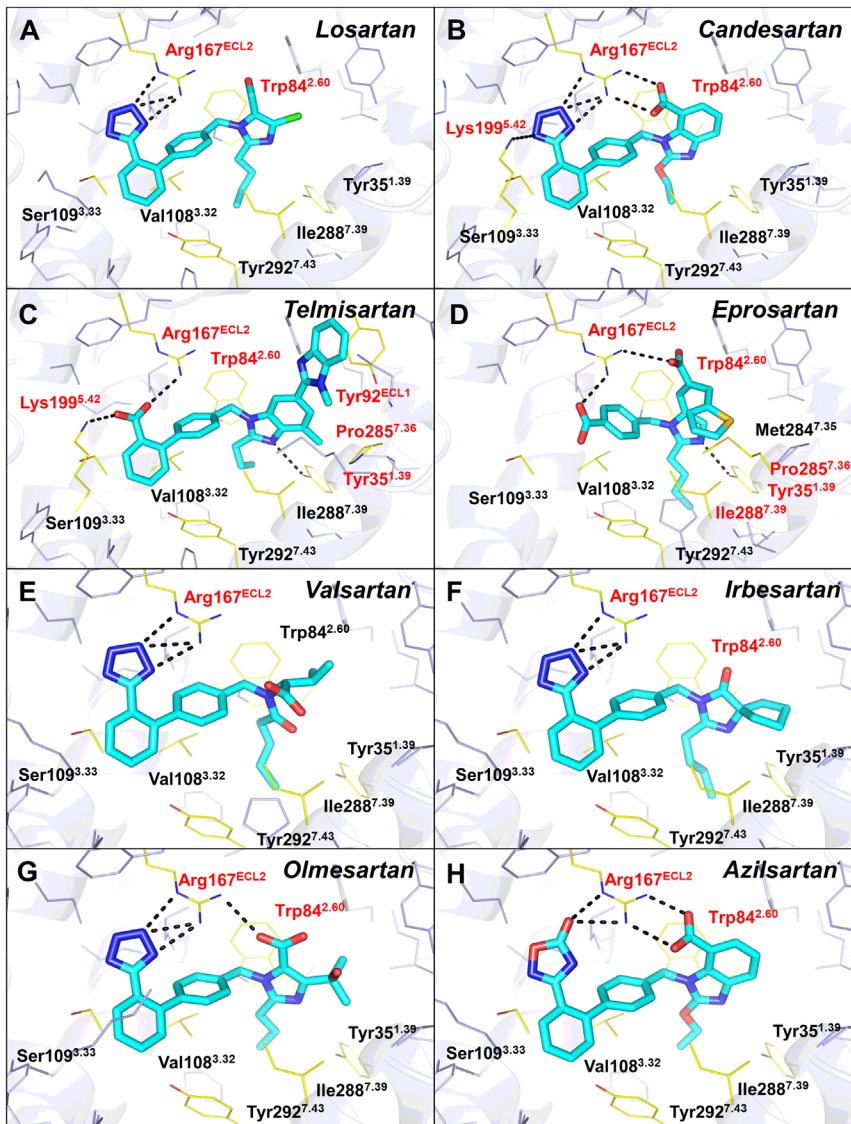 A
Losartan
Arg167ECL2
Trp842.60
Tyr351.39
Ser1093.33
Val1083.32
Ile2887.39
Tyr2927.43
B
Candesartan
Arg167ECL2
Trp842.60
Lys1995.42
Tyr351.39
Ser1093.33
Val1083.32
Ile2887.39
Tyr2927.43
C
Telmisartan
Arg167ECL2
Trp842.60
Lys1995.42
Tyr92ECL1
Pro2857.36
Tyr351.39
Val1083.32
Ser1093.33
Ile2887.39
Tyr2927.43
D
Eprosartan
Arg167ECL2
Trp842.60
Met2847.35
Pro2857.36
Ser1093.33
Val1083.32
Tyr351.39
Ile2887.39
Tyr2927.43
E
Valsartan
Arg167ECL2
Trp842.60
Tyr351.39
Ser1093.33
Val1083.32
Ile2887.39
Tyr2927.43
F
Irbesartan
Arg167ECL2
Trp842.60
Tyr351.39
Ser1093.33
Val1083.32
Ile2887.39
Tyr2927.43
G
Olmesartan
Arg167ECL2
Trp842.60
Tyr351.39
Ser1093.33
Val1083.32
Ile2887.39
Tyr2927.43
H
Azilsartan
Arg167ECL2
Trp842.60
Tyr351.39
Ser1093.33
Val1083.32
Ile2887.39
Tyr2927.43